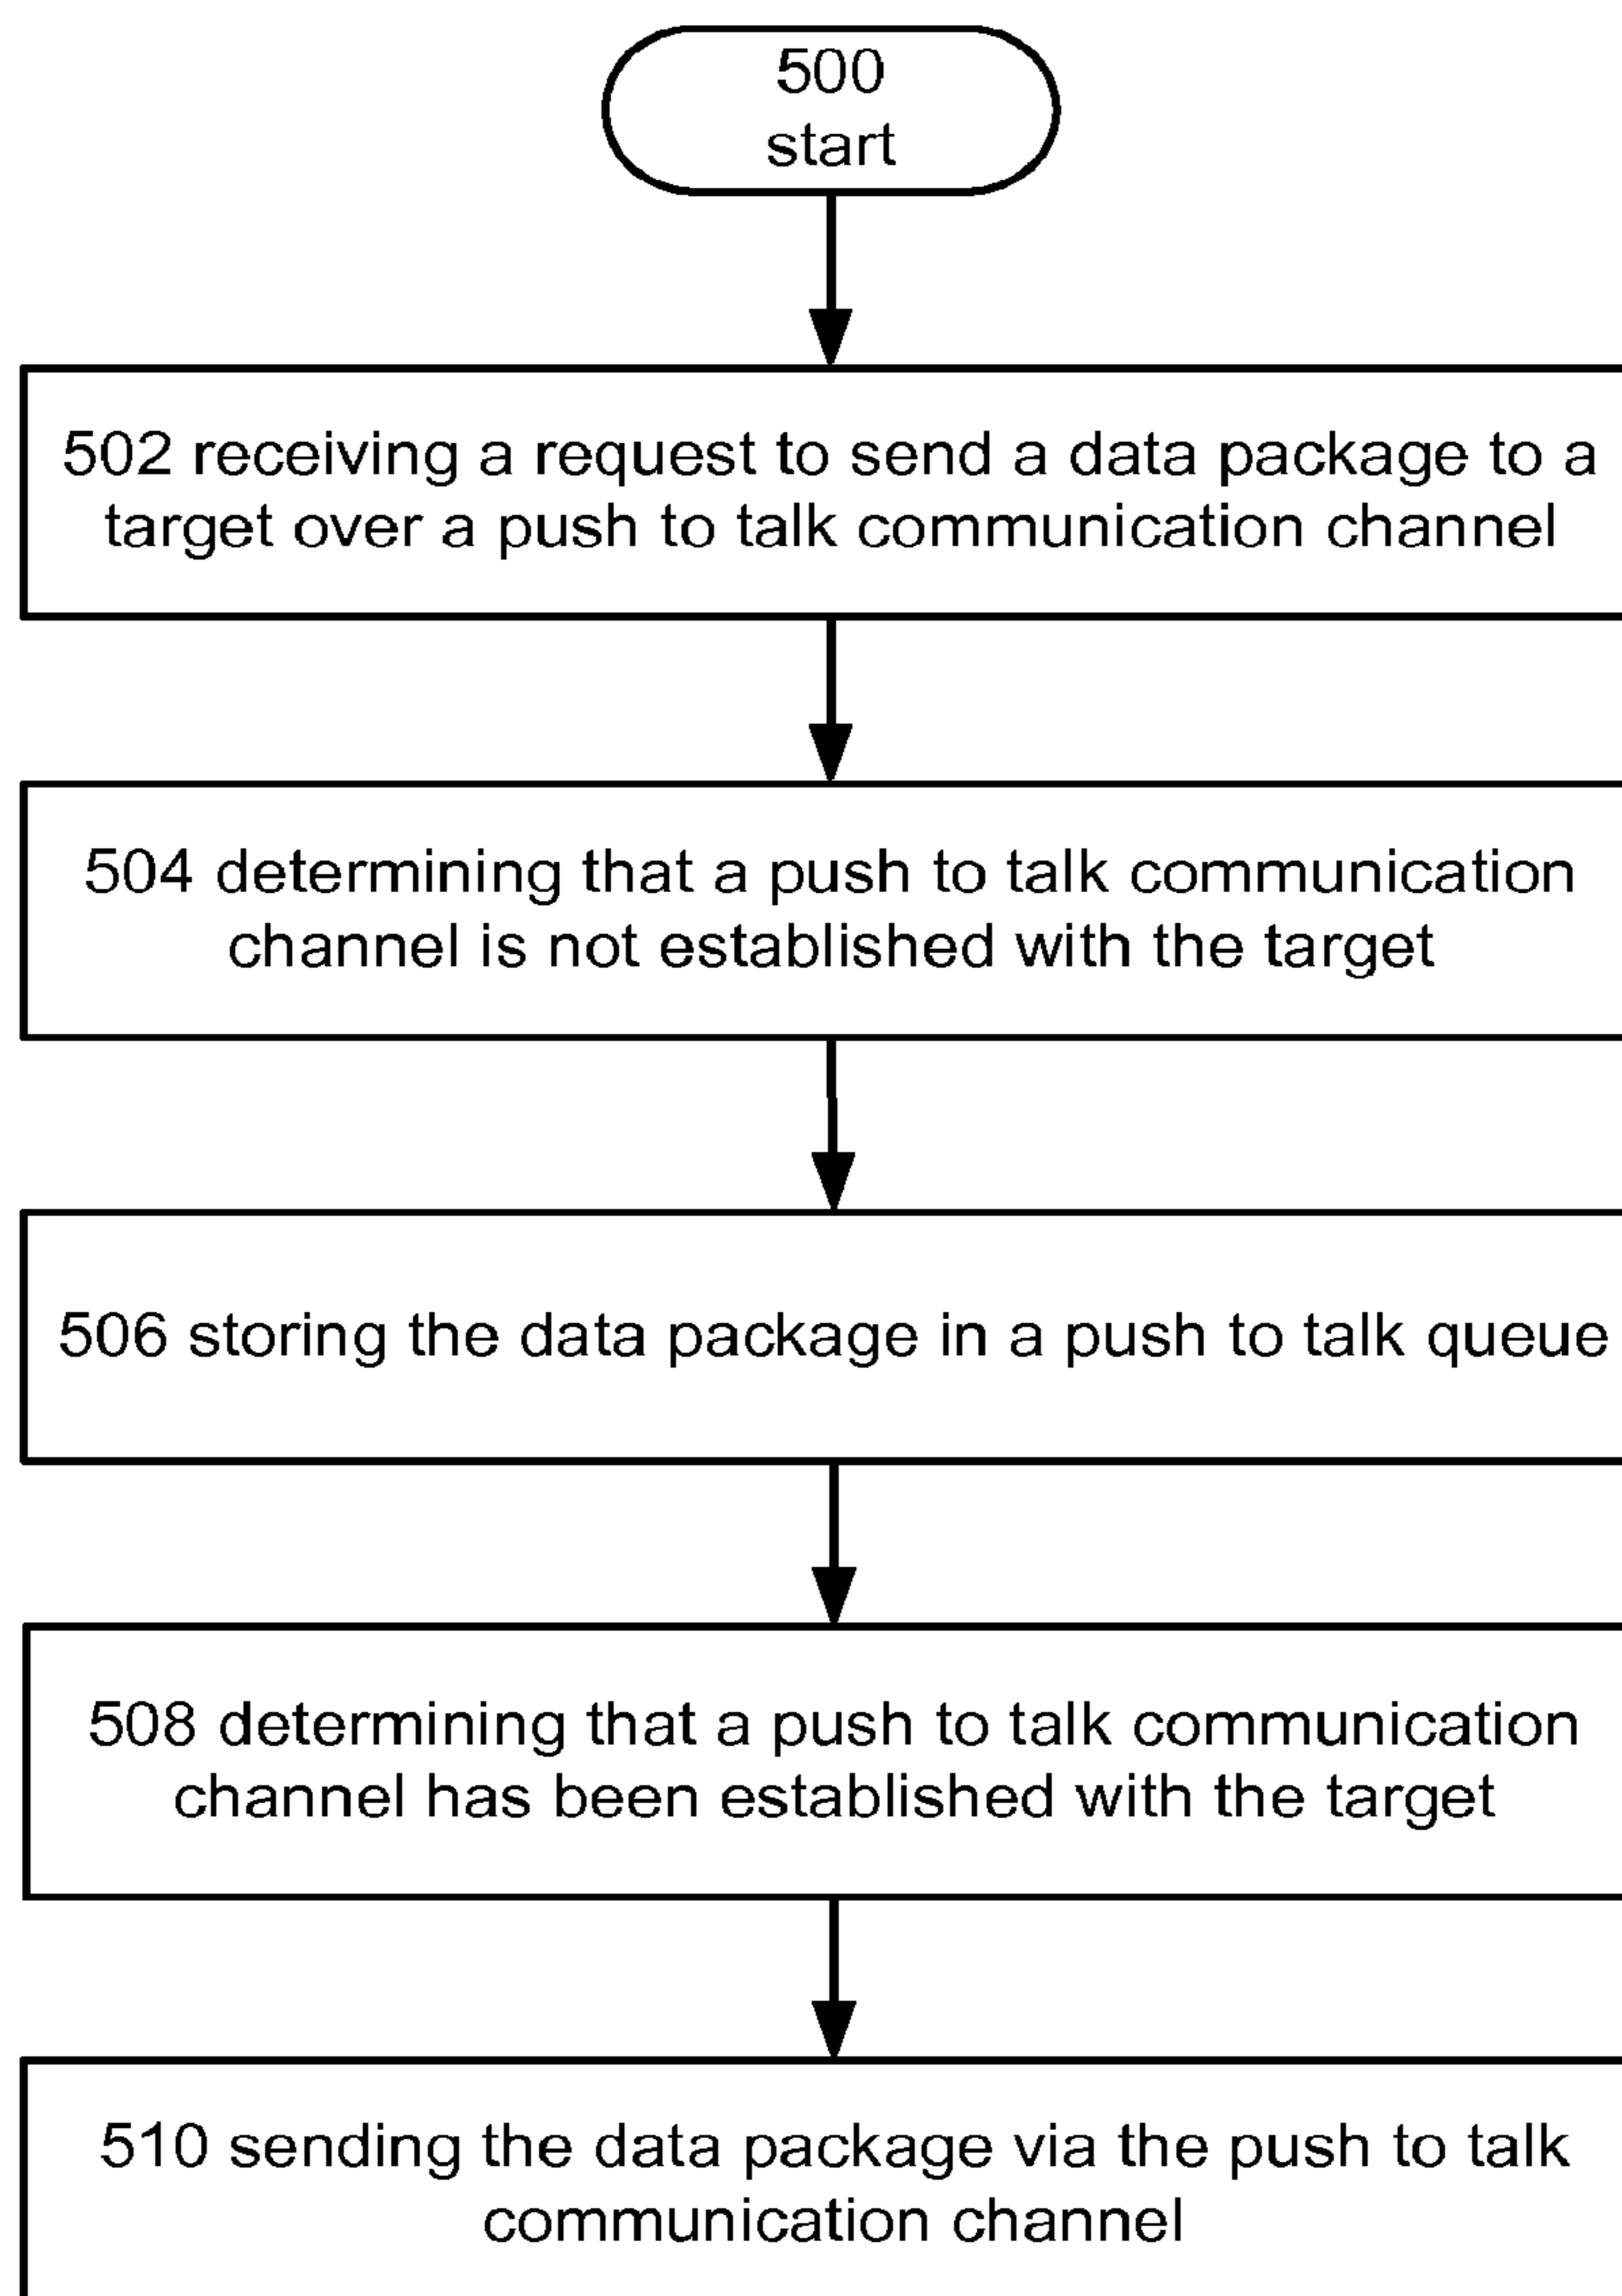 500
start
502 receiving a request to send a data package to a
target over a push to talk communication channel
504 determining that a push to talk communication
channel is not established with the target
506 storing the data package in a push to talk queue
508 determining that a push to talk communication
channel has been established with the target
510 sending the data package via the push to talk
communication channel